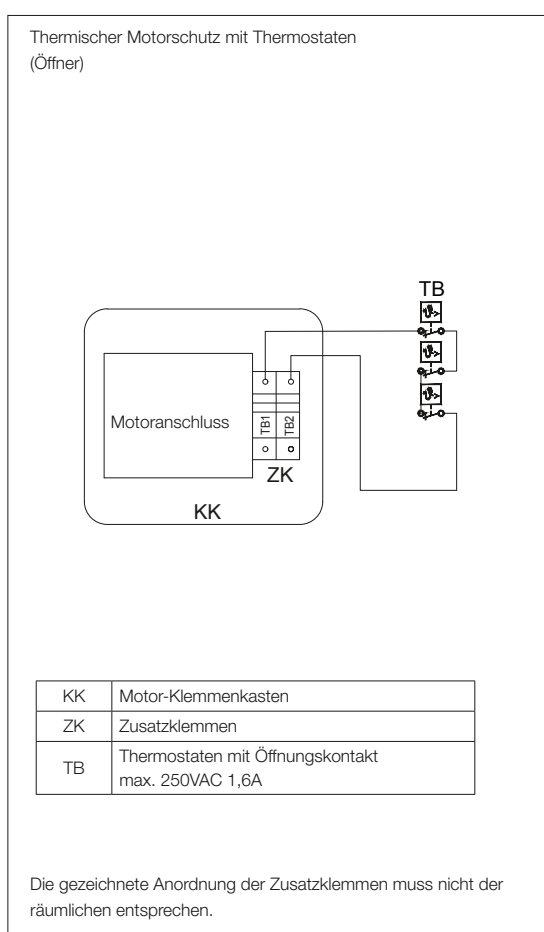 Thermischer Motorschutz mit Thermostaten
(Öffner)
TB
Motoranschluss
TB1
TB2
ZK
KK
KK Motor-Klemmenkasten
ZK Zusatzklemmen
TB Thermostaten mit Öffnungskontakt
max. 250VAC 1,6A
Die gezeichnete Anordnung der Zusatzklemmen muss nicht der
räumlichen entsprechen.